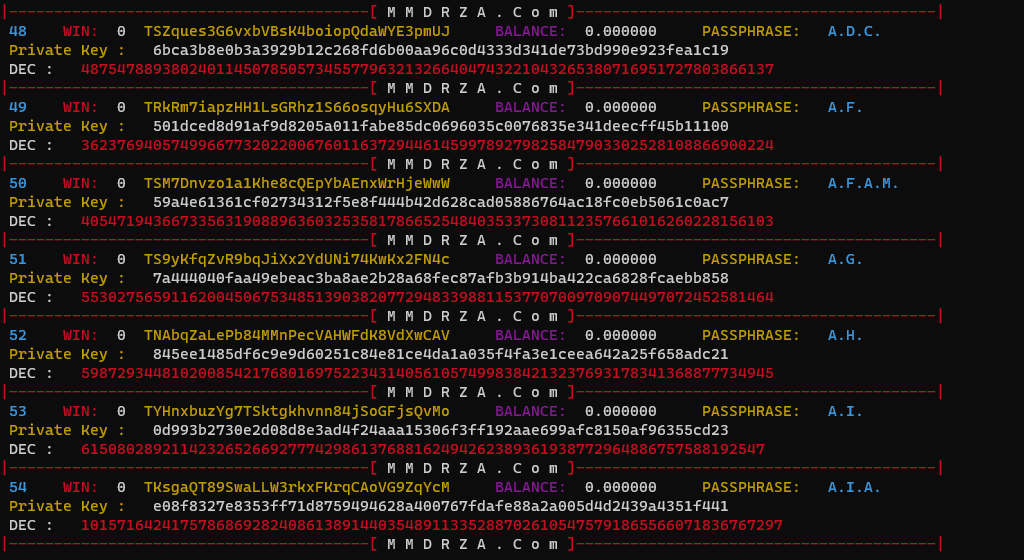 |----------------------------------------[ M M D R Z A . C o m ]----------------------------------------|
48 WIN: 0 TSZques3G6vxbVBsK4boiopQdaWYE3pmUJ BALANCE: 0.000000 PASSPHRASE: A.D.C.
Private Key : 6bca3b8e0b3a3929b12c268fd6b00aa96c0d4333d341de73bd990e923fea1c19
DEC : 48754788938024011450785057345577963213266404743221043265380716951727803866137
|----------------------------------------[ M M D R Z A . C o m ]----------------------------------------|
49 WIN: 0 TRkRm7iapzHH1LsGRhz1S66osqyHu6SXDA BALANCE: 0.000000 PASSPHRASE: A.F.
Private Key : 501dced8d91af9d8205a011fabe85dc0696035c0076835e341deecff45b11100
DEC : 36237694057499667732022006760116372944614599789279825847903302528108866900224
|----------------------------------------[ M M D R Z A . C o m ]----------------------------------------|
50 WIN: 0 TSM7Dnvzo1a1Khe8cQEpYbAEnxWrHjeWwW BALANCE: 0.000000 PASSPHRASE: A.F.A.M.
Private Key : 59a4e61361cf02734312f5e8f444b42d628cad05886764ac18fc0eb5061c0ac7
DEC : 40547194366733563190889636032535817866525484035337308112357661016260228156103
|----------------------------------------[ M M D R Z A . C o m ]----------------------------------------|
51 WIN: 0 TS9yKfqZvR9bqJiXx2YdUNi74KwKx2FN4c BALANCE: 0.000000 PASSPHRASE: A.G.
Private Key : 7a444040faa49ebeac3ba8ae2b28a68fec87afb3b914ba422ca6828fcaebb858
DEC : 55302756591162004506753485139038207729483398811537707009709074497072452581464
|----------------------------------------[ M M D R Z A . C o m ]----------------------------------------|
52 WIN: 0 TNAbqZaLePb84MMnPecVAHWFdK8VdXwCAV BALANCE: 0.000000 PASSPHRASE: A.H.
Private Key : 845ee1485df6c9e9d60251c84e81ce4da1a035f4fa3e1ceea642a25f658adc21
DEC : 59872934481020085421768016975223431405610574998384213237693178341368877734945
|----------------------------------------[ M M D R Z A . C o m ]----------------------------------------|
53 WIN: 0 TYHnxbuzYg7TSktgkhvnn84jSoGFjsQvMo BALANCE: 0.000000 PASSPHRASE: A.I.
Private Key : 0d993b2730e2d08d8e3ad4f24aaa15306f3ff192aae699afc8150af96355cd23
DEC : 6150802892114232652669277742986137688162494262389361938772964886757588192547
|----------------------------------------[ M M D R Z A . C o m ]----------------------------------------|
54 WIN: 0 TKsgaQT89SwaLLW3rkxFKrqCAoVG9ZqYcM BALANCE: 0.000000 PASSPHRASE: A.I.A.
Private Key : e08f8327e8353ff71d8759494628a400767fdafe88a2a005d4d2439a4351f441
DEC : 101571642417578686928240861389144035489113352887026105475791865566071836767297
|----------------------------------------[ M M D R Z A . C o m ]----------------------------------------|